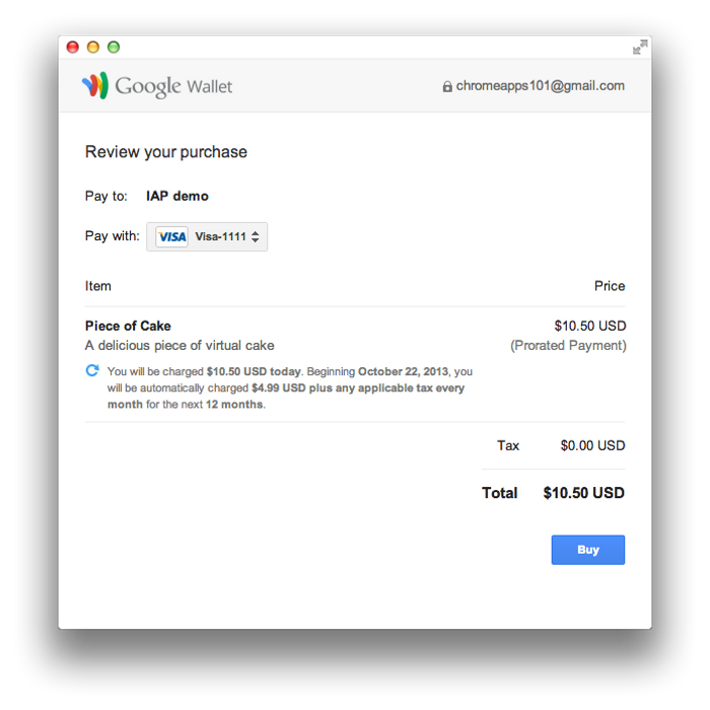 Google Wallet
chromeapps101@gmail.com
Review your purchase
Pay to: IAP demo
Pay with: VISA Visa-1111
Item Price
Piece of Cake $10.50 USD
A delicious piece of virtual cake (Prorated Payment)
You will be charged $10.50 USD today. Beginning October 22, 2013, you
will be automatically charged $4.99 USD plus any applicable tax every
month for the next 12 months.
Tax $0.00 USD
Total $10.50 USD
Buy